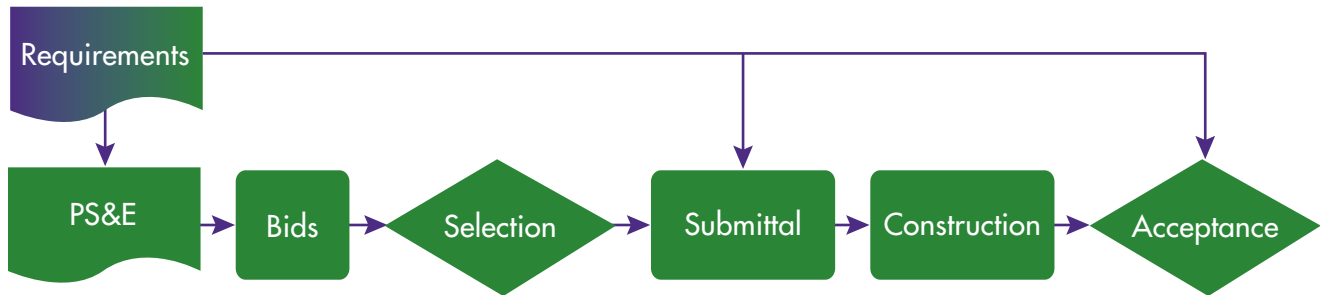 Requirements
PS&E
Bids
Selection
Submittal
Construction
Acceptance